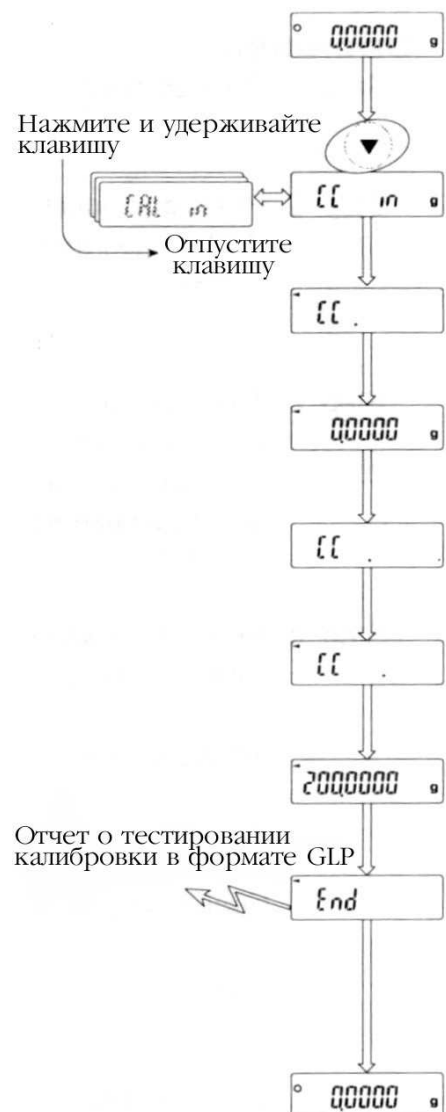 0.0000 g
Нажмите и удерживайте
клавишу
CAL in
CC in g
Отпустите
клавишу
CC .
0.0000 g
CC .
CC .
200.0000 g
Отчет о тестировании
калибровки в формате GLP
End
0.0000 g